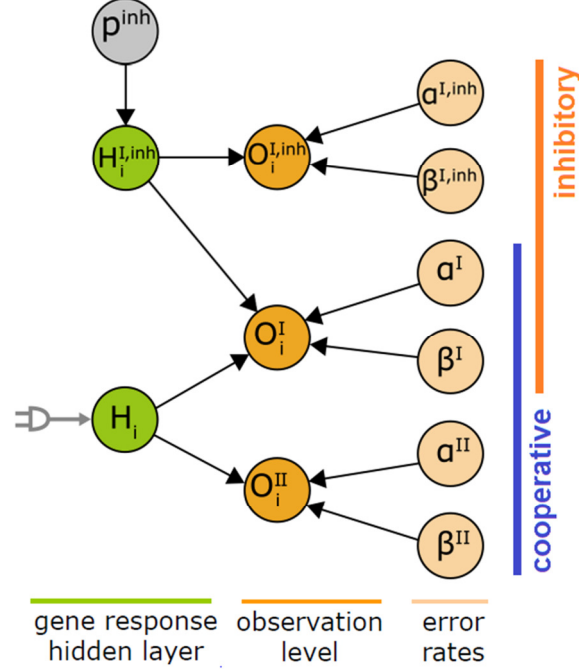 p^inh
H_i^I,inh
O_i^I,inh
α^I,inh
β^I,inh
inhibitory
O_i^I
α^I
β^I
H_i
O_i^II
α^II
β^II
cooperative
gene response
hidden layer
observation
level
error
rates